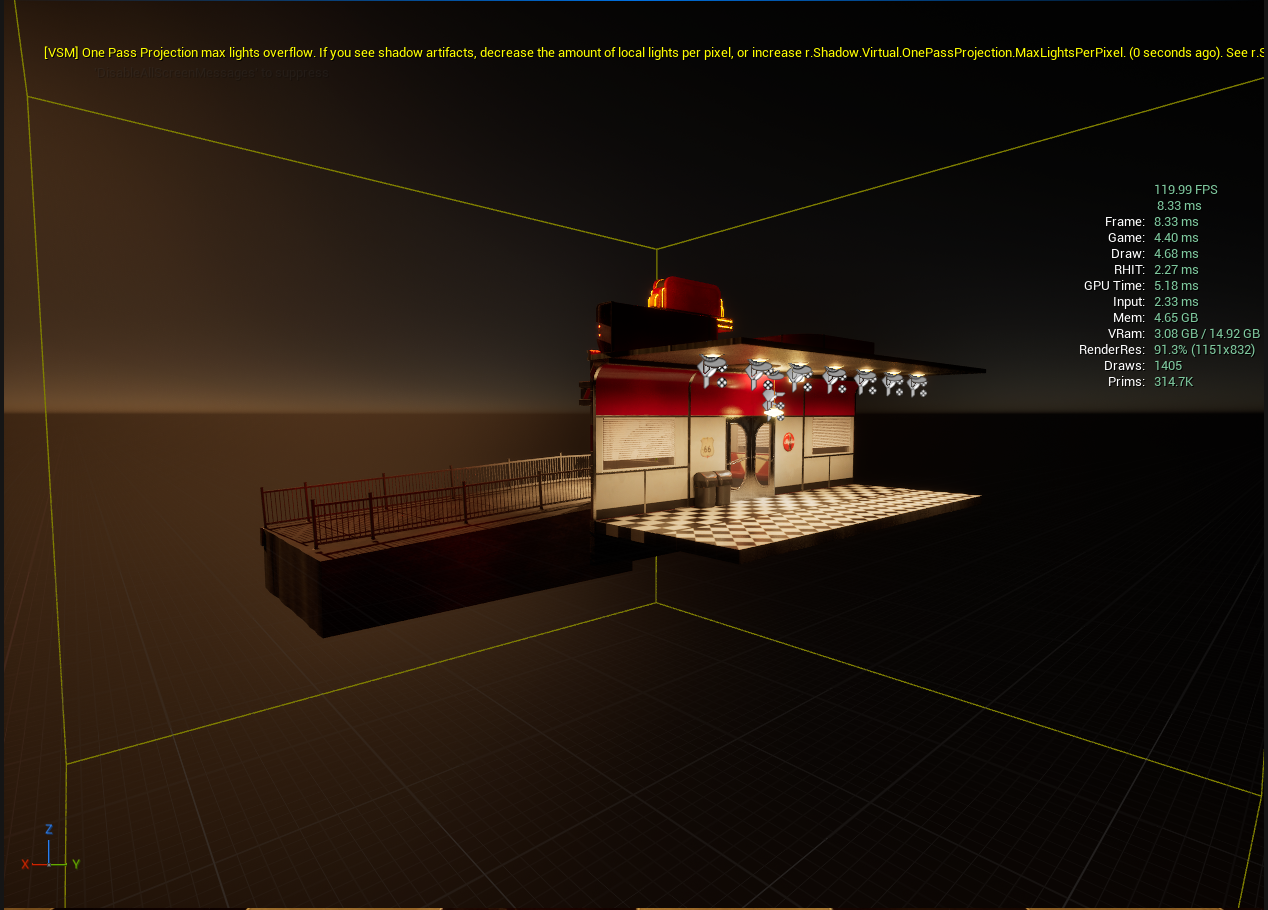 [VSM] One Pass Projection max lights overflow. If you see shadow artifacts, decrease the amount of local lights per pixel, or increase r.Shadow.Virtual.OnePassProjection.MaxLightsPerPixel. (0 seconds ago). See r.S
to suppress
119.99 FPS
8.33 ms
Frame: 8.33 ms
Game: 4.40 ms
Draw: 4.68 ms
RHIT: 2.27 ms
GPU Time: 5.18 ms
Input: 2.33 ms
Mem: 4.65 GB
VRam: 3.08 GB / 14.92 GB
RenderRes: 91.3% (1151x832)
Draws: 1405
Prims: 314.7K
66
Z
X Y